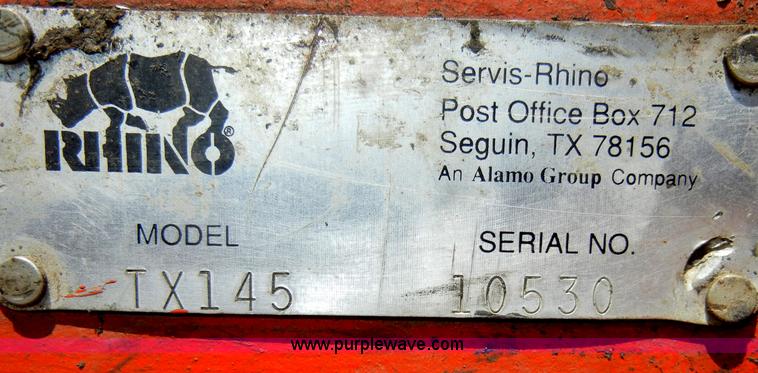 RHINO®
Servis-Rhino
Post Office Box 712
Seguin, TX 78156
An Alamo Group Company
MODEL
SERIAL NO.
TX145
10530
www.purplewave.com